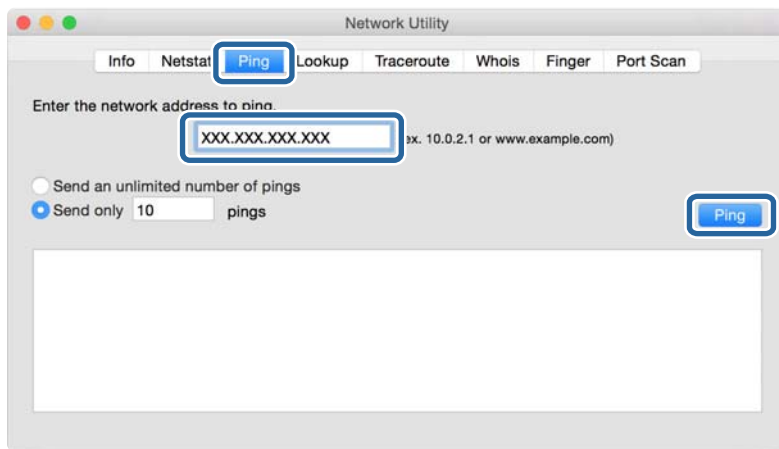 Network Utility
Info Netstat Ping Lookup Traceroute Whois Finger Port Scan
Enter the network address to ping.
XXX.XXX.XXX.XXX ex. 10.0.2.1 or www.example.com)
Send an unlimited number of pings
Send only 10 pings
Ping